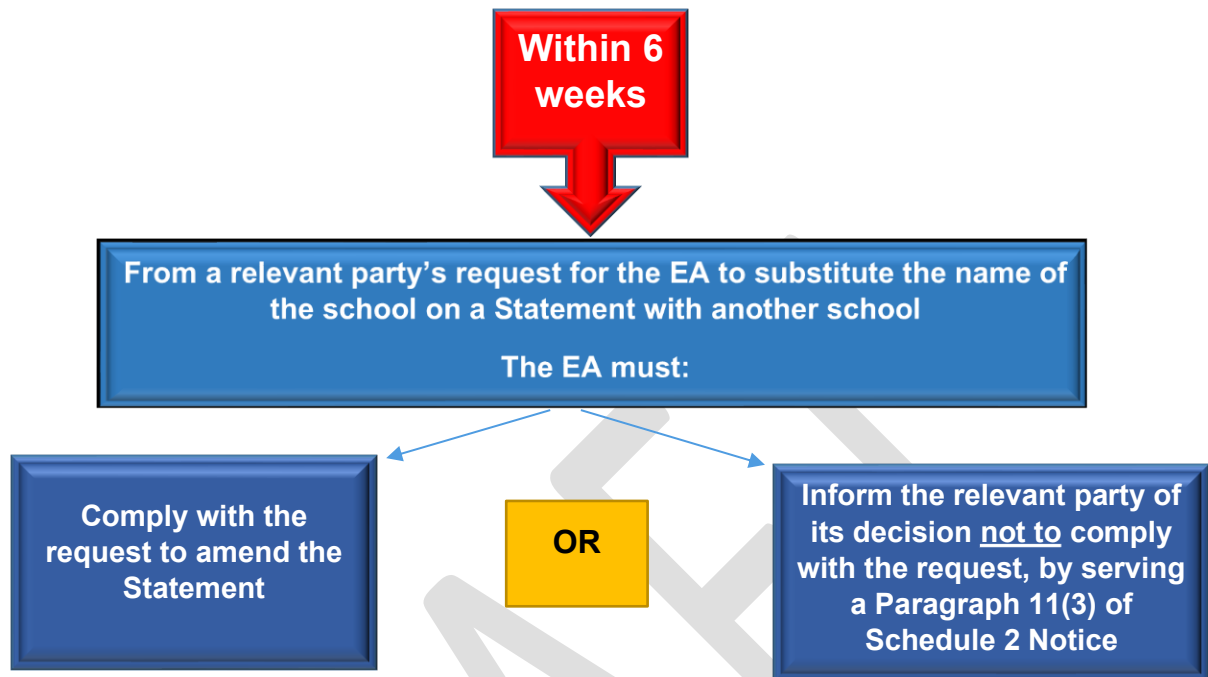 Within 6
weeks
From a relevant party's request for the EA to substitute the name of
the school on a Statement with another school
The EA must:
Comply with the
request to amend the
Statement
OR
Inform the relevant party of
its decision not to comply
with the request, by serving
a Paragraph 11(3) of
Schedule 2 Notice